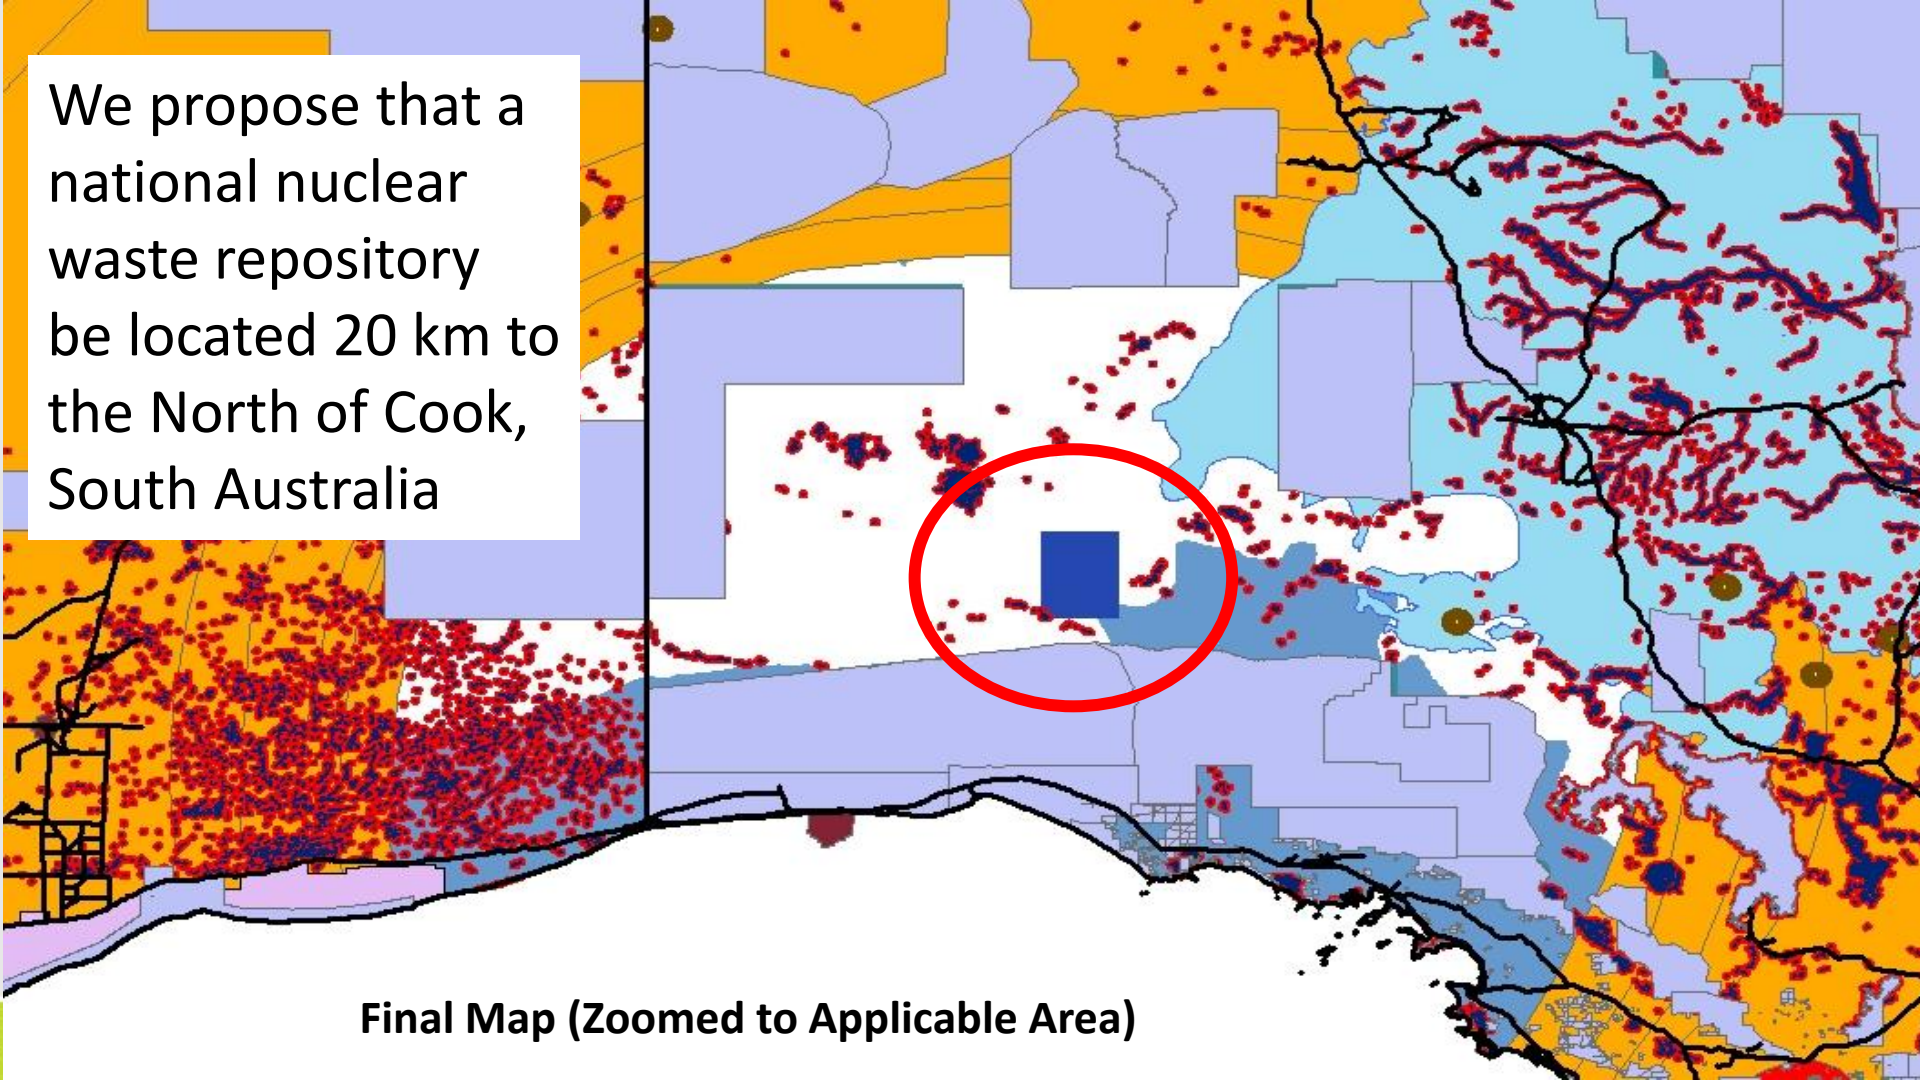 We propose that a
national nuclear
waste repository
be located 20 km to
the North of Cook,
South Australia
Final Map (Zoomed to Applicable Area)